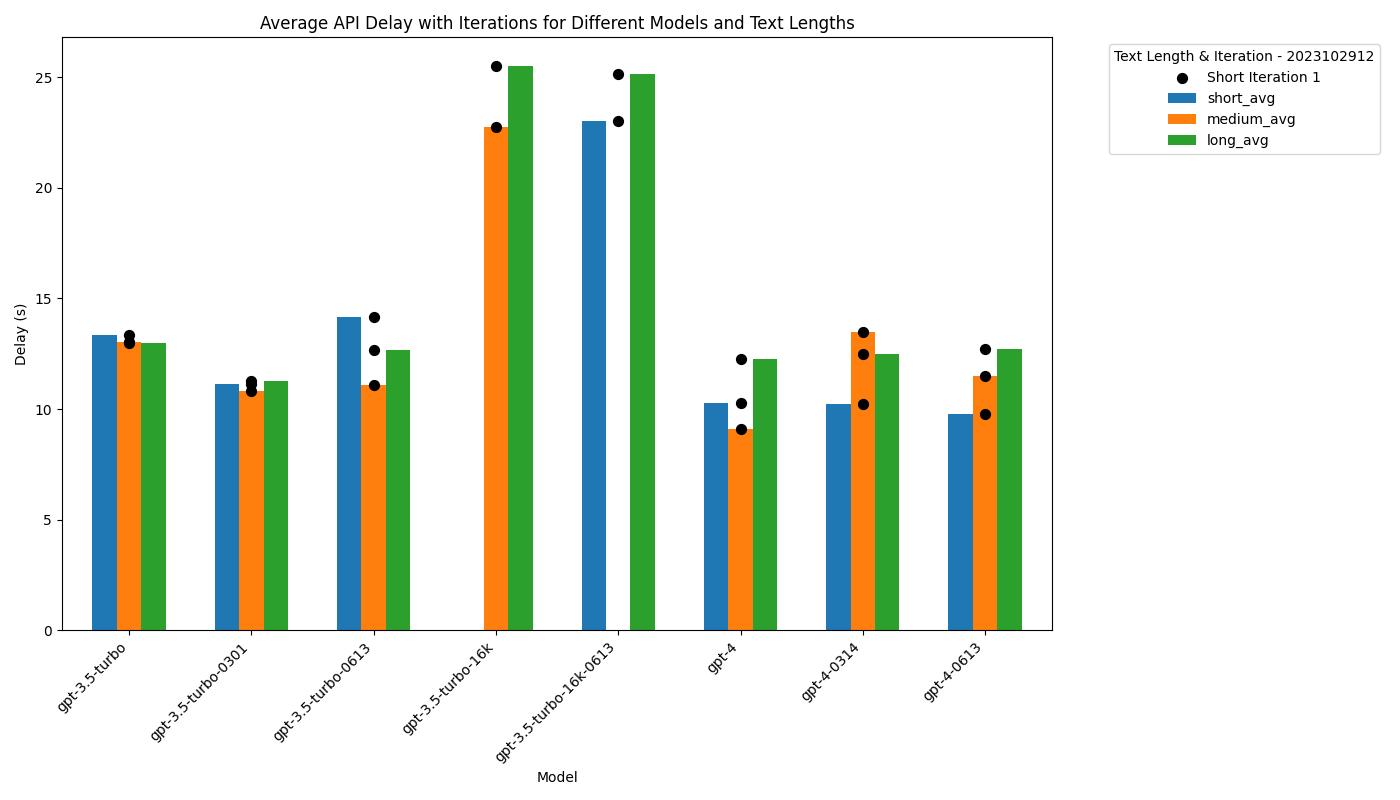 Average API Delay with Iterations for Different Models and Text Lengths
Text Length & Iteration - 2023102912
Short Iteration 1
short_avg
medium_avg
long_avg
Delay (s)
25
20
15
10
5
0
gpt-3.5-turbo
gpt-3.5-turbo-0301
gpt-3.5-turbo-0613
gpt-3.5-turbo-16k
gpt-3.5-turbo-16k-0613
gpt-4
gpt-4-0314
gpt-4-0613
Model